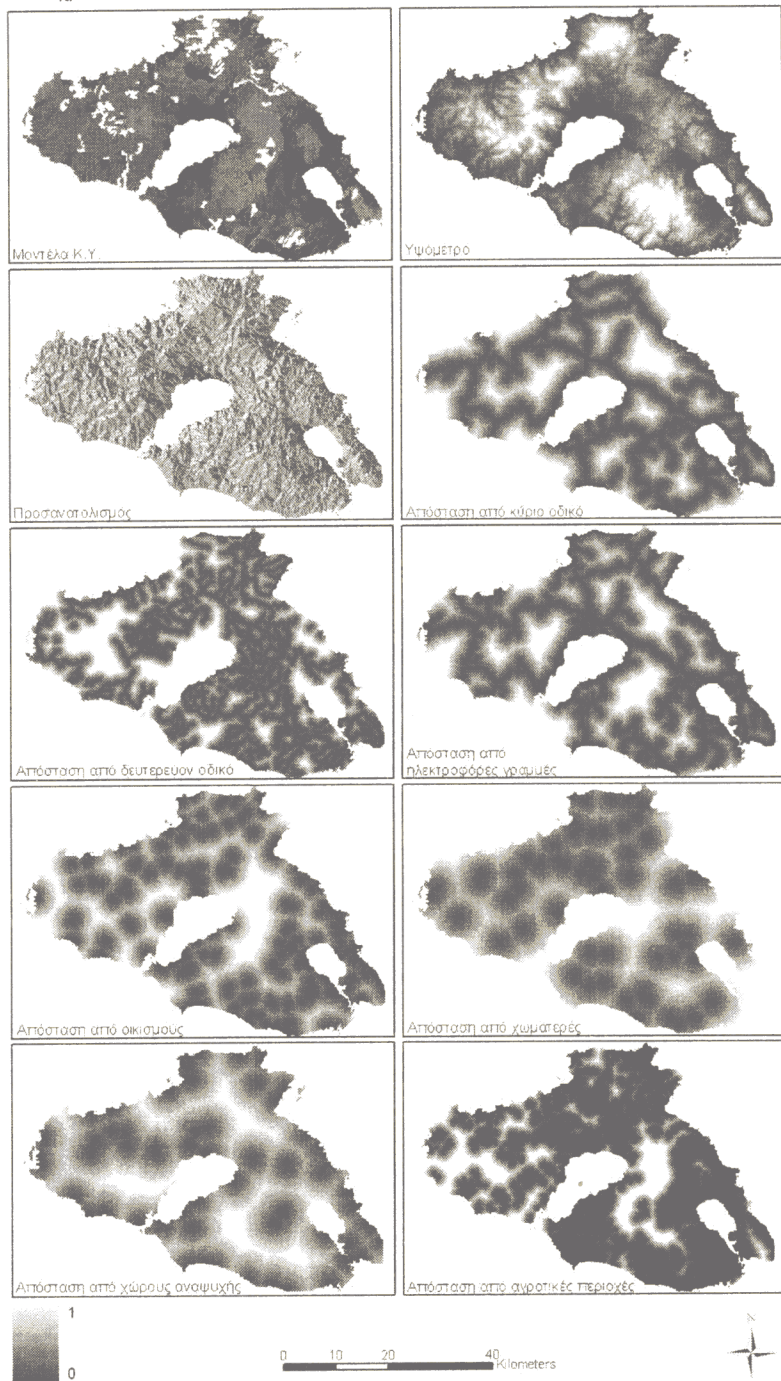 Μοντέλα Κ.Υ.
Υψόμετρο
Προσανατολισμός
Απόσταση από κύριο οδικό
Απόσταση από δευτερεύον οδικό
Απόσταση από
ηλεκτροφόρες γραμμές
Απόσταση από οικισμούς
Απόσταση από χωματερές
Απόσταση από χώρους αναψυχής
Απόσταση από αγροτικές περιοχές
1
0
0 10 20 40
Kilometers
N